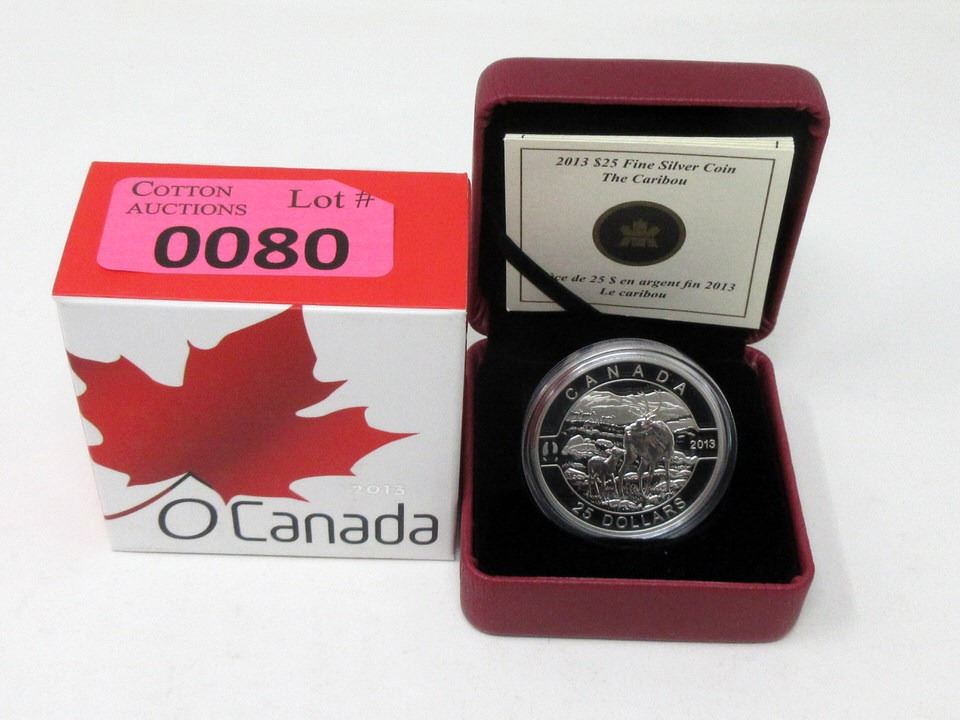 COTTON AUCTIONS
Lot #
0080
2013
O Canada
2013 $25 Fine Silver Coin
The Caribou
de 25 $ en argent fin 2013
Le caribou
CANADA
2013
25 DOLLARS